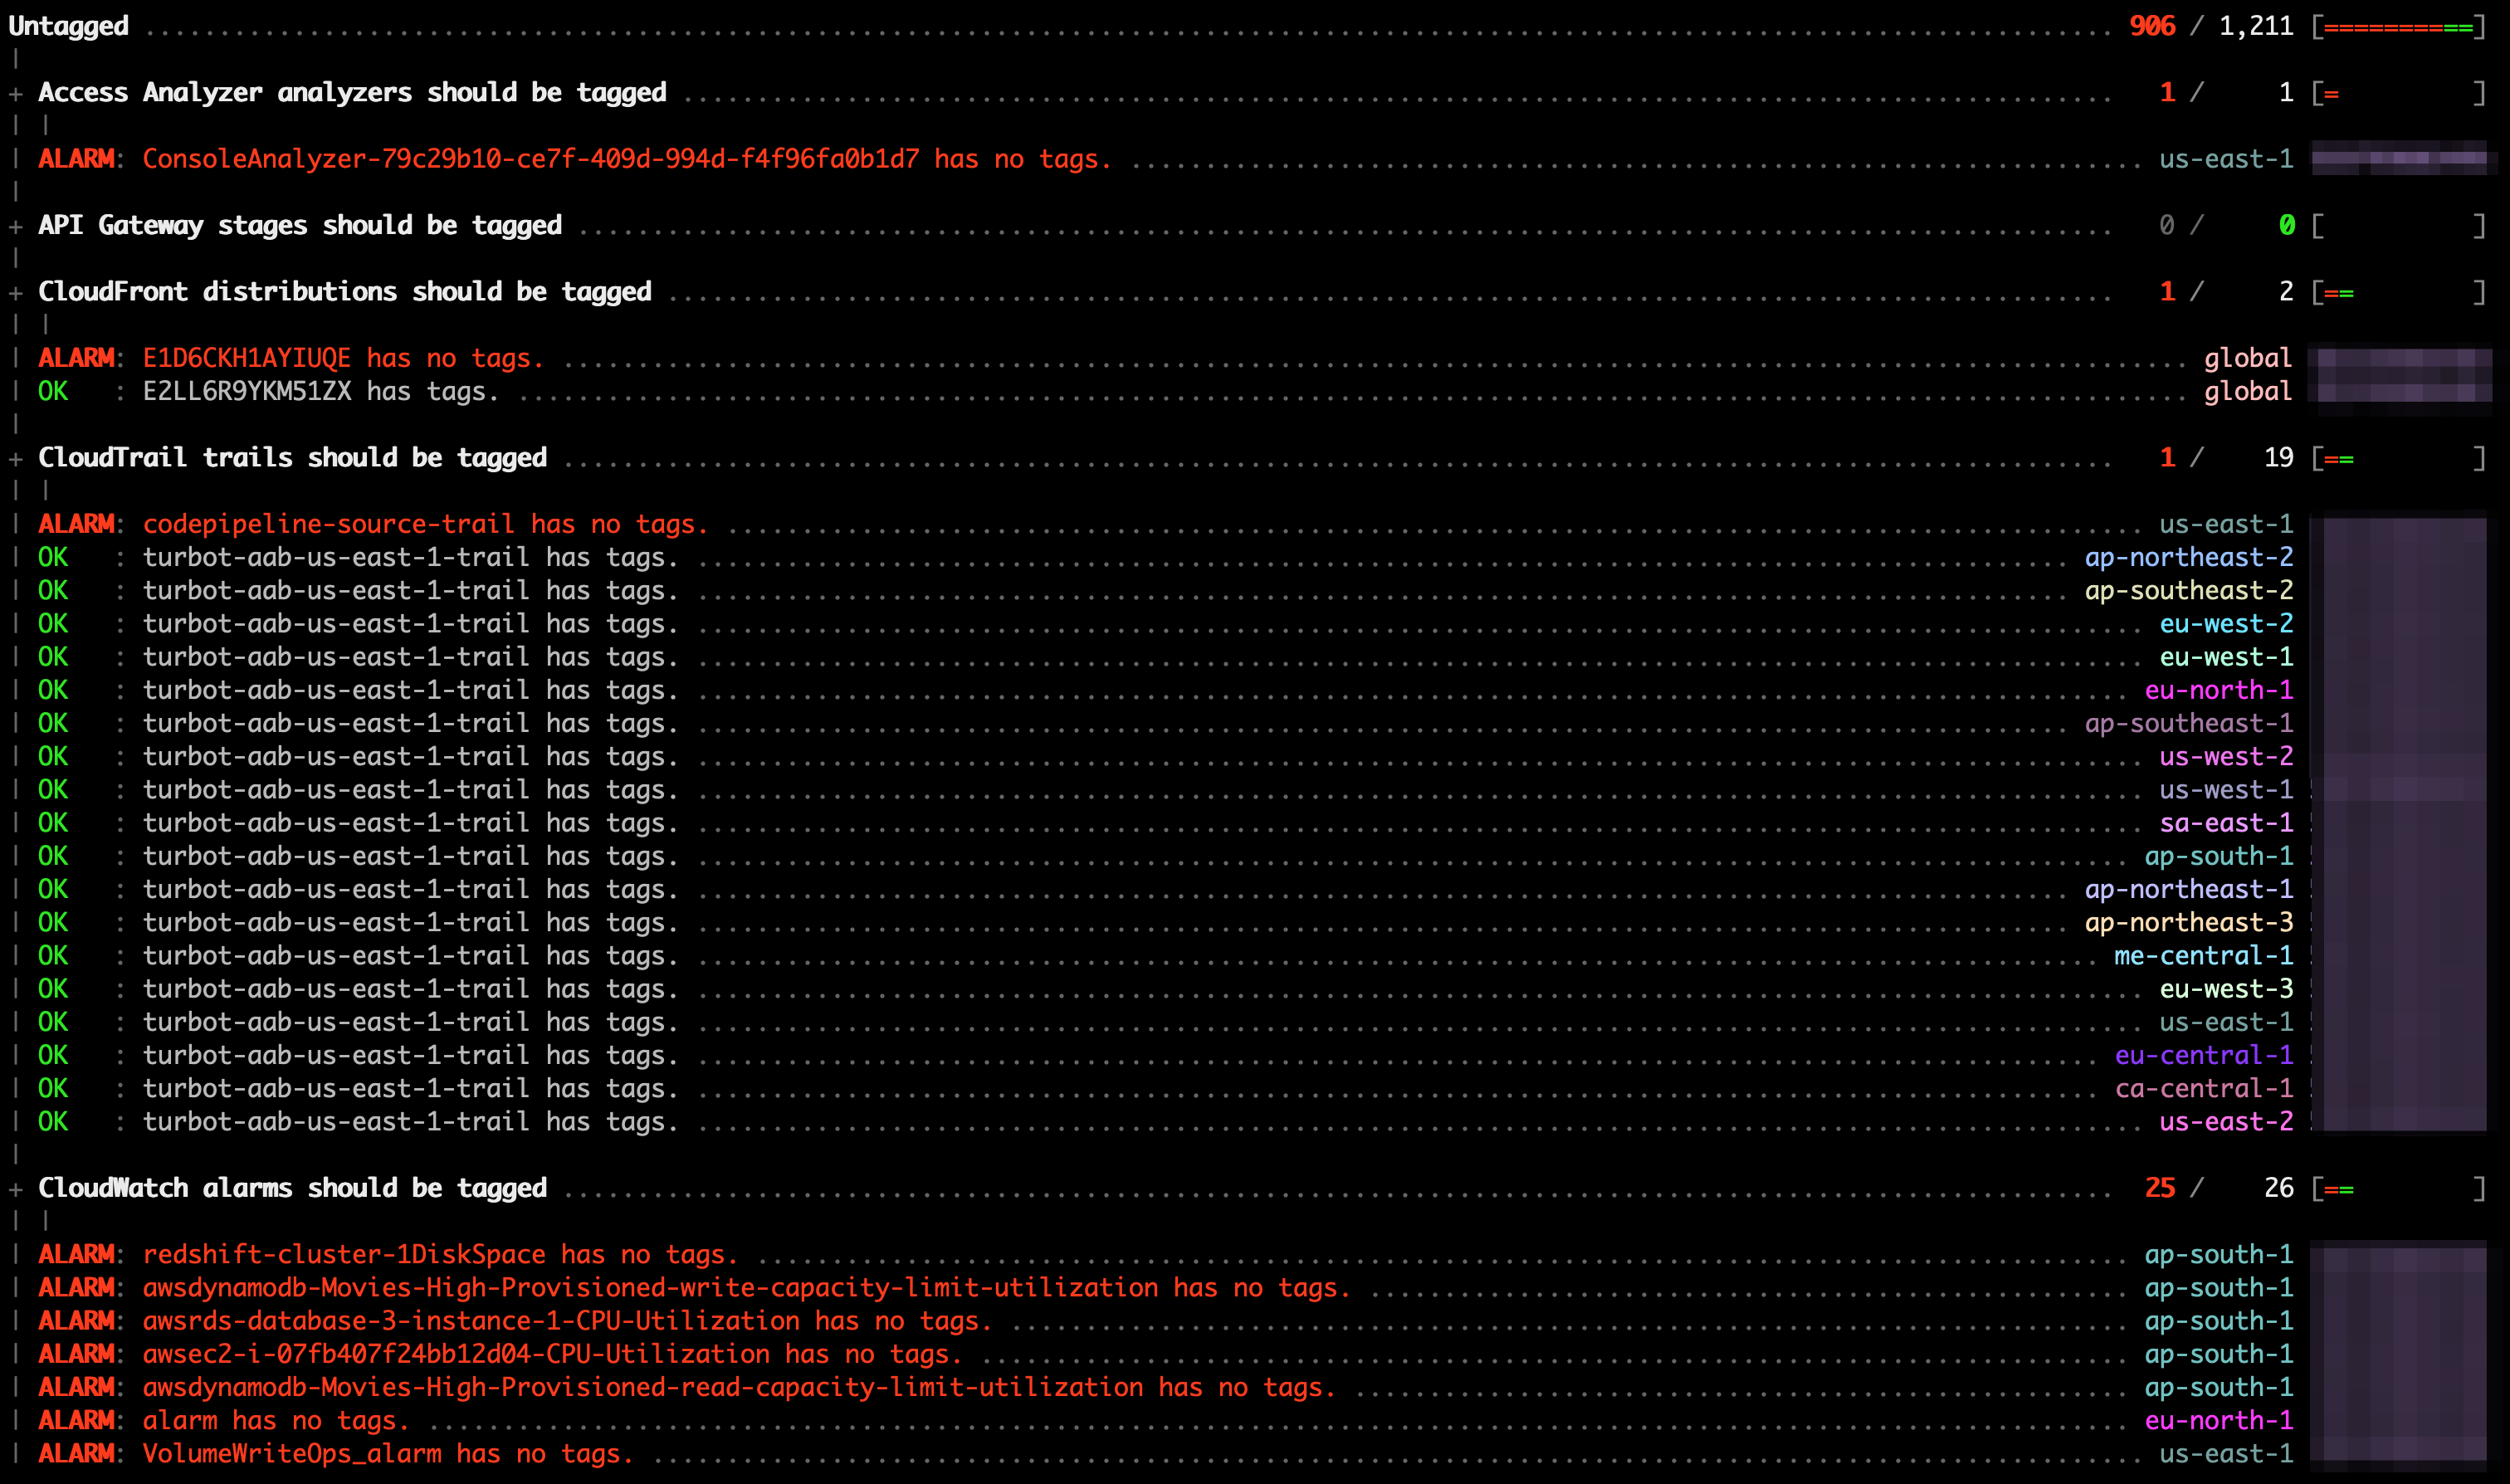 Untagged ........ 906 / 1,211 [==========]
|
+ Access Analyzer analyzers should be tagged ........ 1 / 1 [= ]
| |
| ALARM: ConsoleAnalyzer-79c29b10-ce7f-409d-994d-f4f96fa0b1d7 has no tags. ........ us-east-1
|
+ API Gateway stages should be tagged ........ 0 / 0 [ ]
|
+ CloudFront distributions should be tagged ........ 1 / 2 [== ]
| |
| ALARM: E1D6CKH1AYIUQE has no tags. ........ global
| OK : E2LL6R9YKM51ZX has tags. ........ global
|
+ CloudTrail trails should be tagged ........ 1 / 19 [== ]
| |
| ALARM: codepipeline-source-trail has no tags. ........ us-east-1
| OK : turbot-aab-us-east-1-trail has tags. ........ ap-northeast-2
| OK : turbot-aab-us-east-1-trail has tags. ........ ap-southeast-2
| OK : turbot-aab-us-east-1-trail has tags. ........ eu-west-2
| OK : turbot-aab-us-east-1-trail has tags. ........ eu-west-1
| OK : turbot-aab-us-east-1-trail has tags. ........ eu-north-1
| OK : turbot-aab-us-east-1-trail has tags. ........ ap-southeast-1
| OK : turbot-aab-us-east-1-trail has tags. ........ us-west-2
| OK : turbot-aab-us-east-1-trail has tags. ........ us-west-1
| OK : turbot-aab-us-east-1-trail has tags. ........ sa-east-1
| OK : turbot-aab-us-east-1-trail has tags. ........ ap-south-1
| OK : turbot-aab-us-east-1-trail has tags. ........ ap-northeast-1
| OK : turbot-aab-us-east-1-trail has tags. ........ ap-northeast-3
| OK : turbot-aab-us-east-1-trail has tags. ........ me-central-1
| OK : turbot-aab-us-east-1-trail has tags. ........ eu-west-3
| OK : turbot-aab-us-east-1-trail has tags. ........ us-east-1
| OK : turbot-aab-us-east-1-trail has tags. ........ eu-central-1
| OK : turbot-aab-us-east-1-trail has tags. ........ ca-central-1
| OK : turbot-aab-us-east-1-trail has tags. ........ us-east-2
|
+ CloudWatch alarms should be tagged ........ 25 / 26 [== ]
| |
| ALARM: redshift-cluster-1DiskSpace has no tags. ........ ap-south-1
| ALARM: awsdynamodb-Movies-High-Provisioned-write-capacity-limit-utilization has no tags. ........ ap-south-1
| ALARM: awsrds-database-3-instance-1-CPU-Utilization has no tags. ........ ap-south-1
| ALARM: awsec2-i-07fb407f24bb12d04-CPU-Utilization has no tags. ........ ap-south-1
| ALARM: awsdynamodb-Movies-High-Provisioned-read-capacity-limit-utilization has no tags. ........ ap-south-1
| ALARM: alarm has no tags. ........ eu-north-1
| ALARM: VolumeWriteOps_alarm has no tags. ........ us-east-1